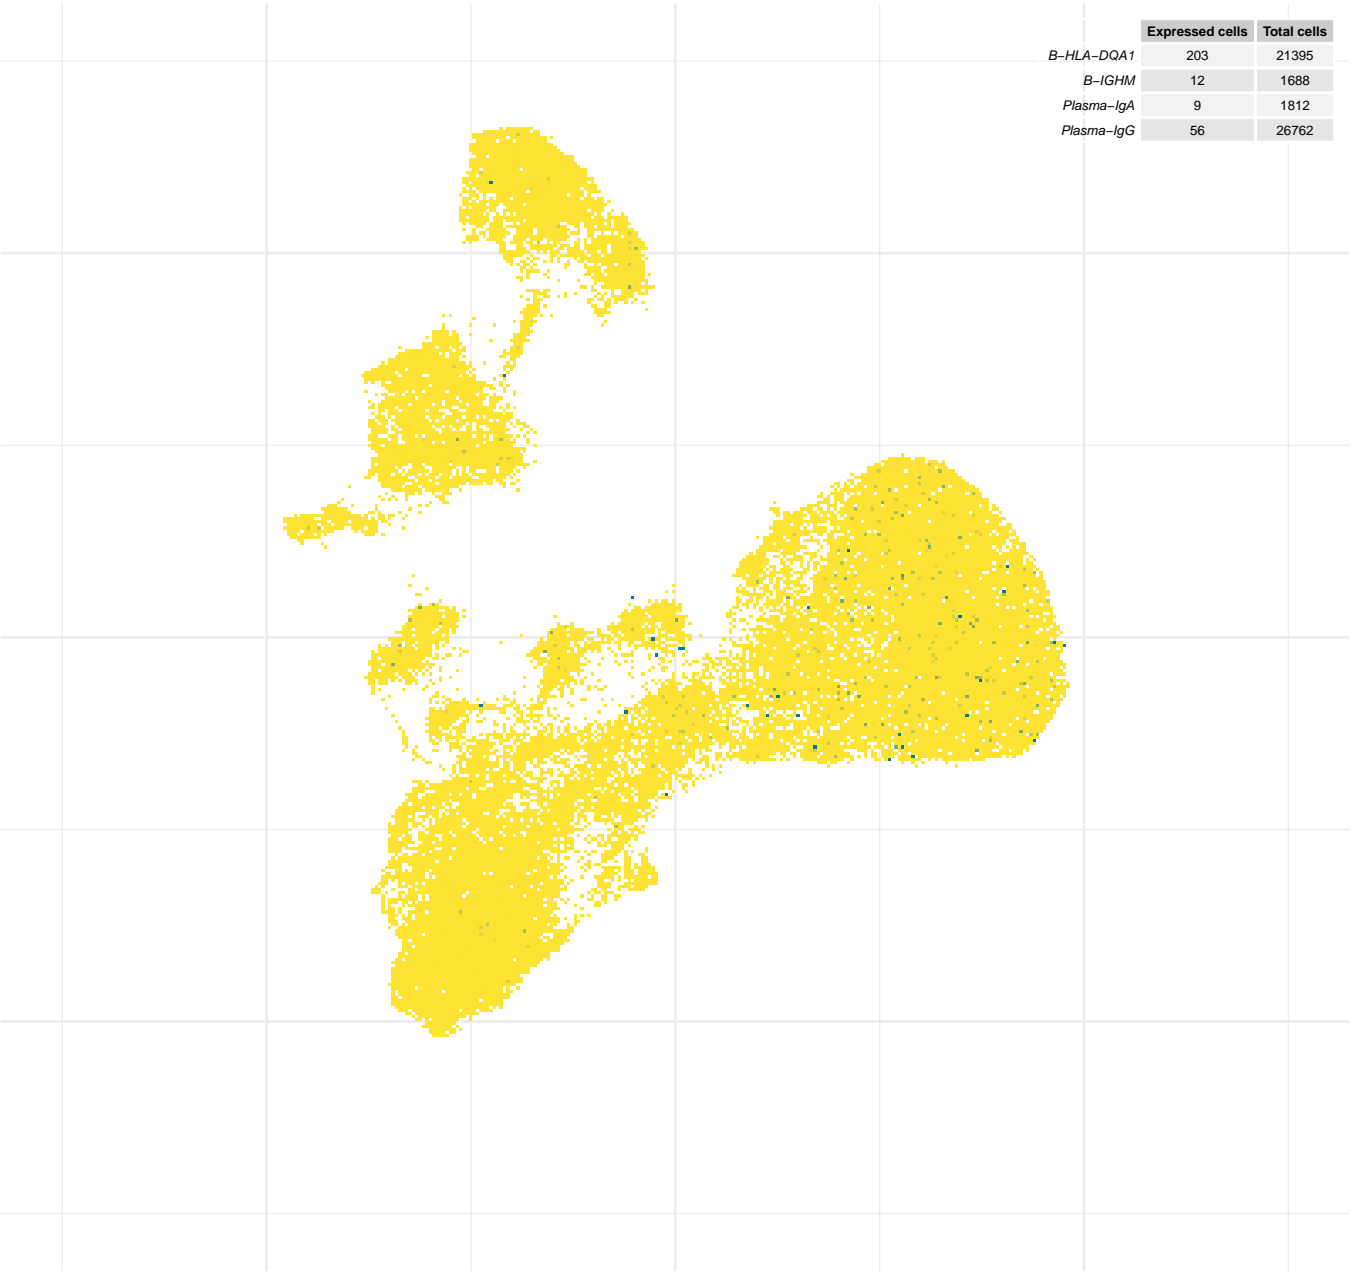 Expressed cells Total cells
B−HLA−DQA1 203 21395
B−IGHM 12 1688
Plasma−IgA 9 1812
Plasma−IgG 56 26762